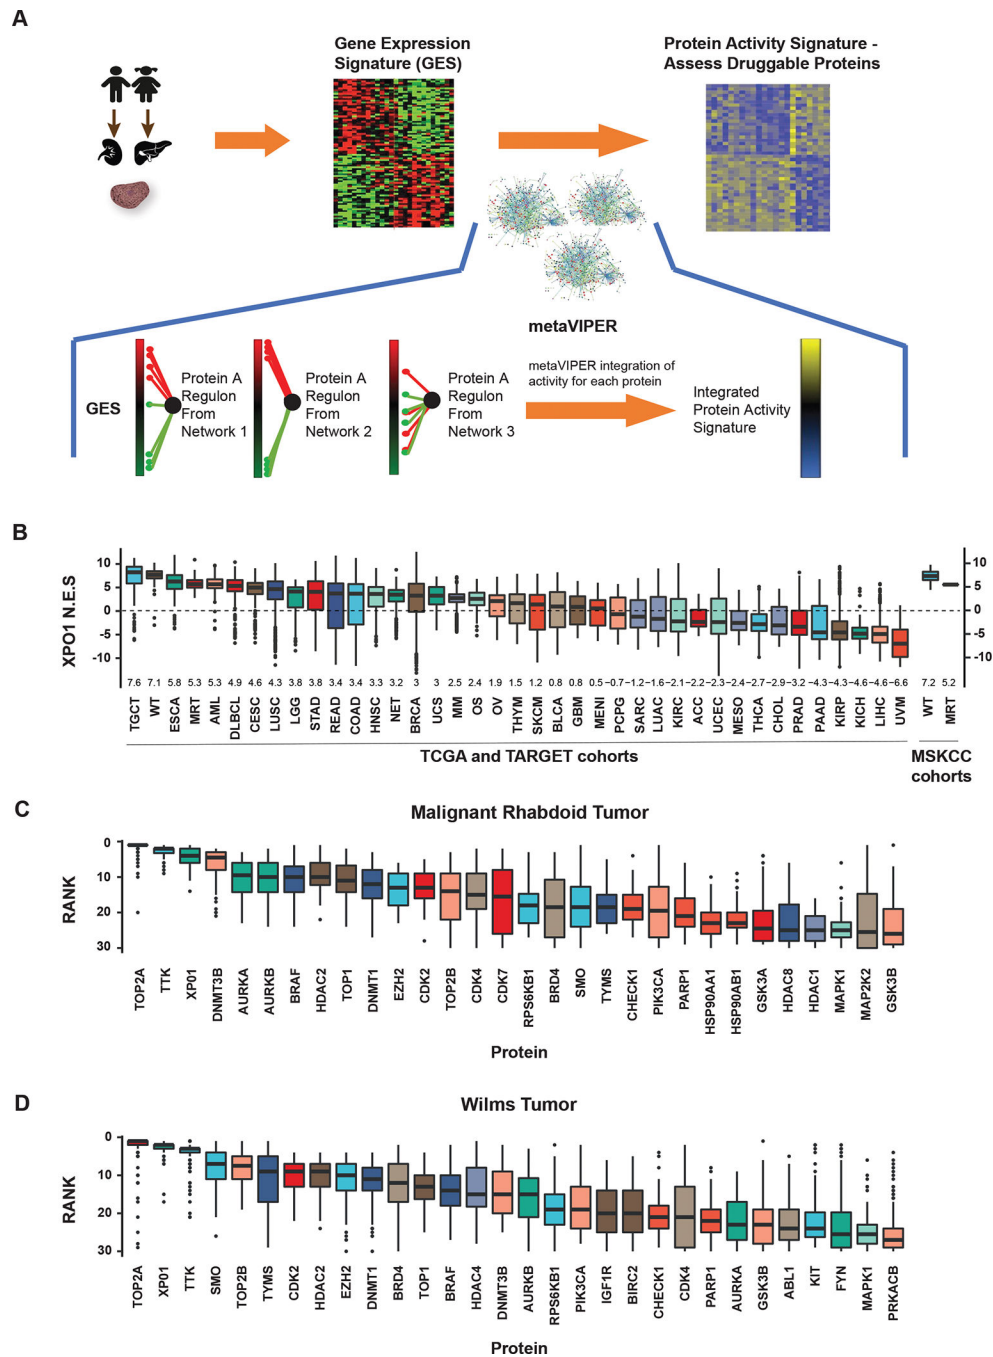 A
Gene Expression
Signature (GES)
Protein Activity Signature -
Assess Druggable Proteins
metaVIPER
GES
Protein A
Regulon
From
Network 1
Protein A
Regulon
From
Network 2
Protein A
Regulon
From
Network 3
metaVIPER integration of
activity for each protein
Integrated
Protein Activity
Signature
B
XPO1 N.E.S
10
5
0
-5
-10
10
5
0
-5
-10
7.6 7.1 5.8 5.3 5.3 4.9 4.6 4.3 3.8 3.8 3.4 3.4 3.3 3.2 3 3 2.5 2.4 1.9 1.5 1.2 0.8 0.8 0.5 −0.7 −1.2 −1.6 −2.1 −2.2 −2.3 −2.4 −2.7 −2.9 −3.2 −4.3 −4.3 −4.6 −4.6 −6.6 7.2 5.2
TGCT WT ESCA MRT AML DLBCL CESC LUSC LGG STAD READ COAD HNSC NET BRCA UCS MM OS OV THYM SKCM BLCA GBM MENI PCPG SARC LUAC KIRC ACC UCEC MESO THCA CHOL PRAD PAAD KIRP KICH LIHC UVM WT MRT
TCGA and TARGET cohorts
MSKCC
cohorts
C
Malignant Rhabdoid Tumor
RANK
0
10
20
30
TOP2A TTK XP01 DNMT3B AURKA AURKB BRAF HDAC2 TOP1 DNMT1 EZH2 CDK2 TOP2B CDK4 CDK7 RPS6KB1 BRD4 SMO TYMS CHECK1 PIK3CA PARP1 HSP90AA1 HSP90AB1 GSK3A HDAC8 HDAC1 MAPK1 MAP2K2 GSK3B
Protein
D
Wilms Tumor
RANK
0
10
20
30
TOP2A XP01 TTK SMO TOP2B TYMS CDK2 HDAC2 EZH2 DNMT1 BRD4 TOP1 BRAF HDAC4 DNMT3B AURKB RPS6KB1 PIK3CA IGF1R BIRC2 CHECK1 CDK4 PARP1 AURKA GSK3B ABL1 KIT FYN MAPK1 PRKACB
Protein